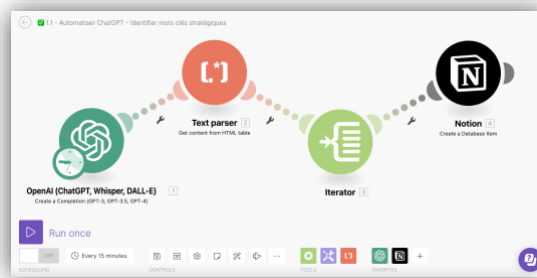 1.1 - Automatiser ChatGPT - Identifier mots clés stratégiques
Text parser 2
Get content from HTML table
Notion 4
Create a Database Item
OpenAI (ChatGPT, Whisper, DALL-E) 1
Create a Completion (GPT-3, GPT-3.5, GPT-4)
Iterator 3
Run once
OFF
Every 15 minutes.
SCHEDULING
CONTROLS
TOOLS
FAVORITES